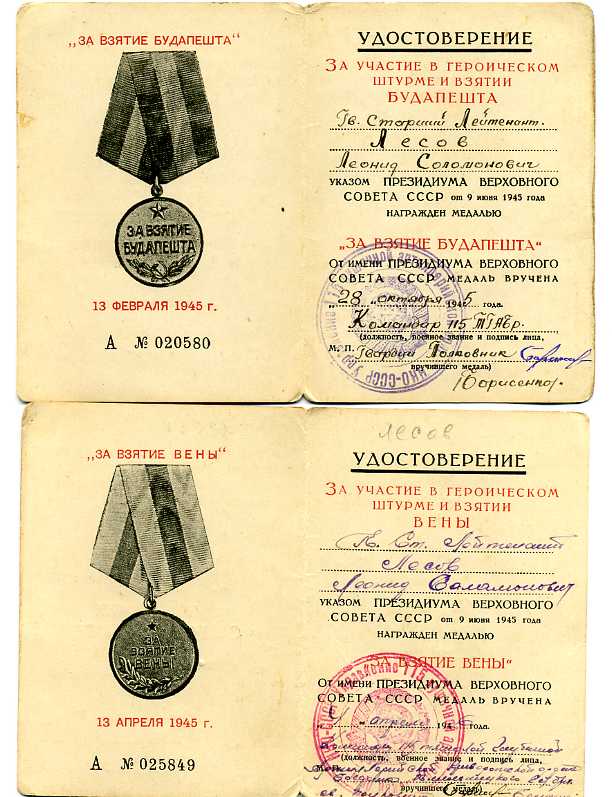 „ЗА ВЗЯТИЕ БУДАПЕШТА“
ЗА ВЗЯТИЕ
БУДАПЕШТА
13 ФЕВРАЛЯ 1945 г.
А № 020580
УДОСТОВЕРЕНИЕ
ЗА УЧАСТИЕ В ГЕРОИЧЕСКОМ
ШТУРМЕ И ВЗЯТИИ
БУДАПЕШТА
Гв. Старший Лейтенант.
Лесов
Леонид Соломонович
УКАЗОМ ПРЕЗИДИУМА ВЕРХОВНОГО
СОВЕТА СССР от 9 июня 1945 года
НАГРАЖДЕН МЕДАЛЬЮ
„ЗА ВЗЯТИЕ БУДАПЕШТА“
От имени ПРЕЗИДИУМА ВЕРХОВНОГО
СОВЕТА СССР МЕДАЛЬ ВРУЧЕНА
„28„ октября 1945 года.
Командир 115
(должность, военное звание и подпись лица,
М. П. Гвардии Полковник
вручившего медаль)
/Борисенко/.
„ЗА ВЗЯТИЕ ВЕНЫ“
ЗА
ВЗЯТИЕ
ВЕНЫ
13 АПРЕЛЯ 1945 г.
А № 025849
Лесов
УДОСТОВЕРЕНИЕ
ЗА УЧАСТИЕ В ГЕРОИЧЕСКОМ
ШТУРМЕ И ВЗЯТИИ
ВЕНЫ
Гв. Ст. Лейтенант
Лесов
Леонид Саламонович
УКАЗОМ ПРЕЗИДИУМА ВЕРХОВНОГО
СОВЕТА СССР от 9 июня 1945 года
НАГРАЖДЕН МЕДАЛЬЮ
„ЗА ВЗЯТИЕ ВЕНЫ“
От имени ПРЕЗИДИУМА ВЕРХОВНОГО
СОВЕТА СССР МЕДАЛЬ ВРУЧЕНА
апреля года.
(должность, военное звание и подпись лица,
вручившего медаль)